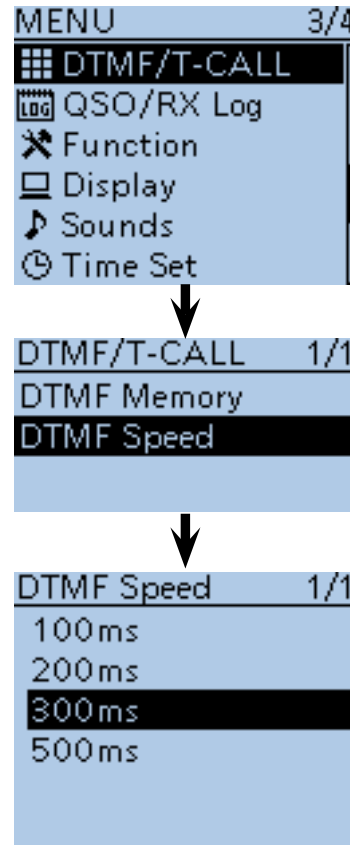 MENU 3/4
DTMF/T-CALL
LOG QSO/RX Log
Function
Display
Sounds
Time Set
DTMF/T-CALL 1/1
DTMF Memory
DTMF Speed
DTMF Speed 1/1
100ms
200ms
300ms
500ms